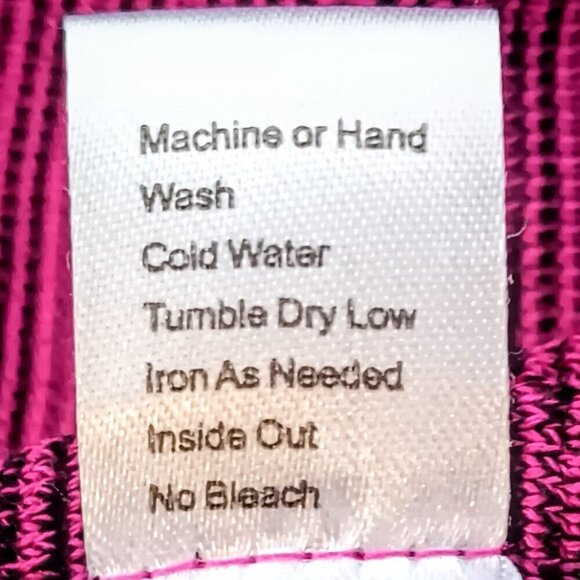 Machine or Hand
Wash
Cold Water
Tumble Dry Low
Iron As Needed
Inside Out
No Bleach